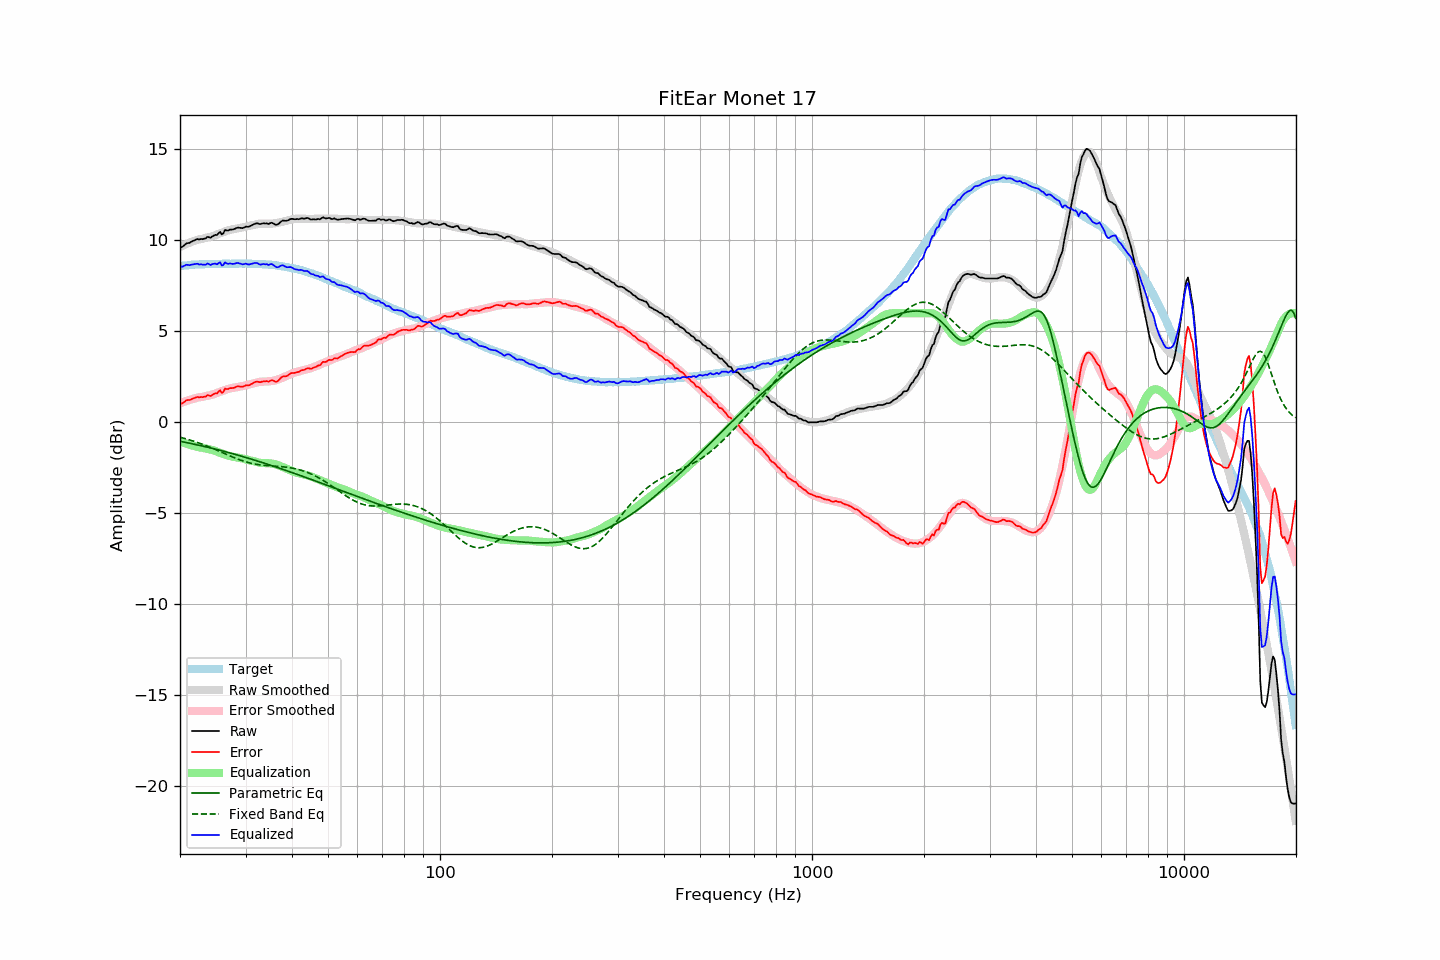 FitEar Monet 17
Amplitude (dBr)
15
10
5
0
−5
−10
−15
−20
Target
Raw Smoothed
Error Smoothed
Raw
Error
Equalization
Parametric Eq
Fixed Band Eq
Equalized
100
1000
10000
Frequency (Hz)